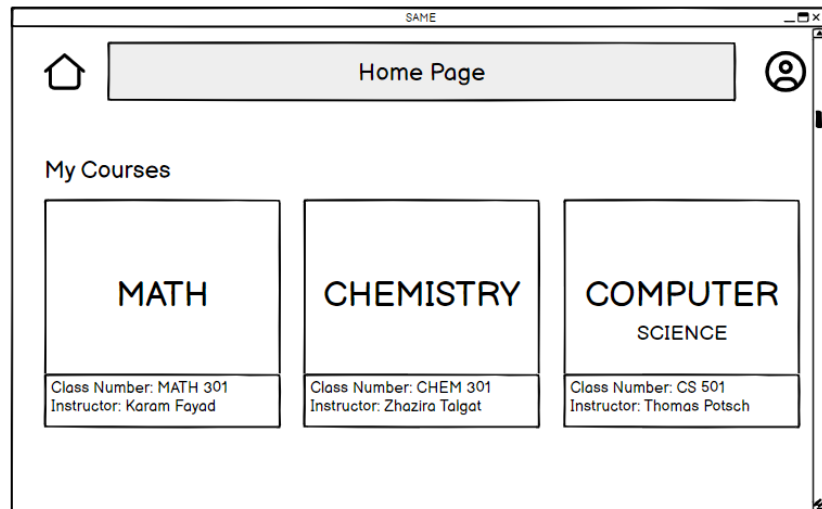 SAME
Home Page
My Courses
MATH
Class Number: MATH 301
Instructor: Karam Fayad
CHEMISTRY
Class Number: CHEM 301
Instructor: Zhazira Talgat
COMPUTER
SCIENCE
Class Number: CS 501
Instructor: Thomas Potsch